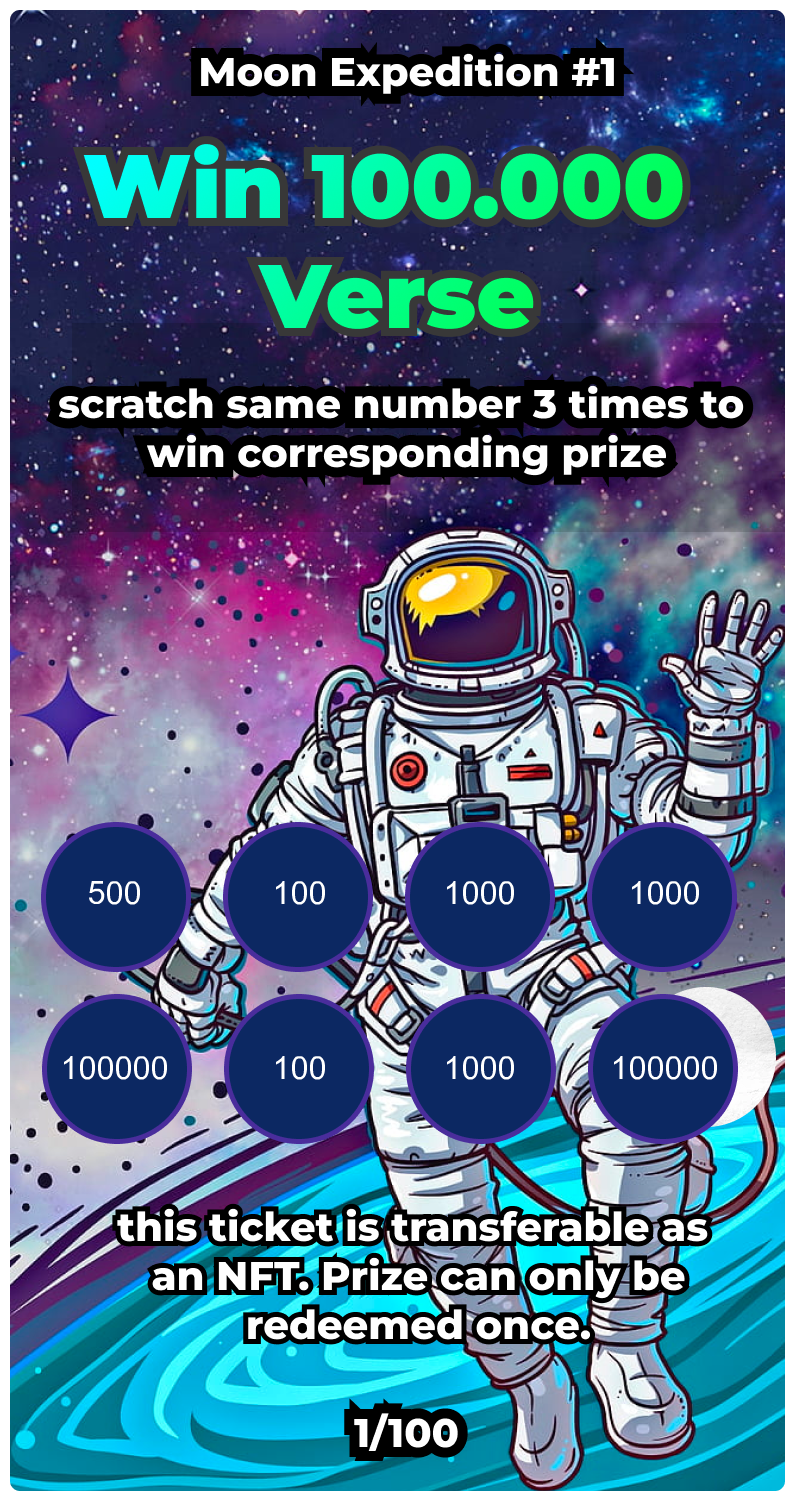 Moon Expedition #1
Win 100.000
Verse
scratch same number 3 times to
win corresponding prize
500 100 1000 1000
100000 100 1000 100000
this ticket is transferable as
an NFT. Prize can only be
redeemed once.
1/100